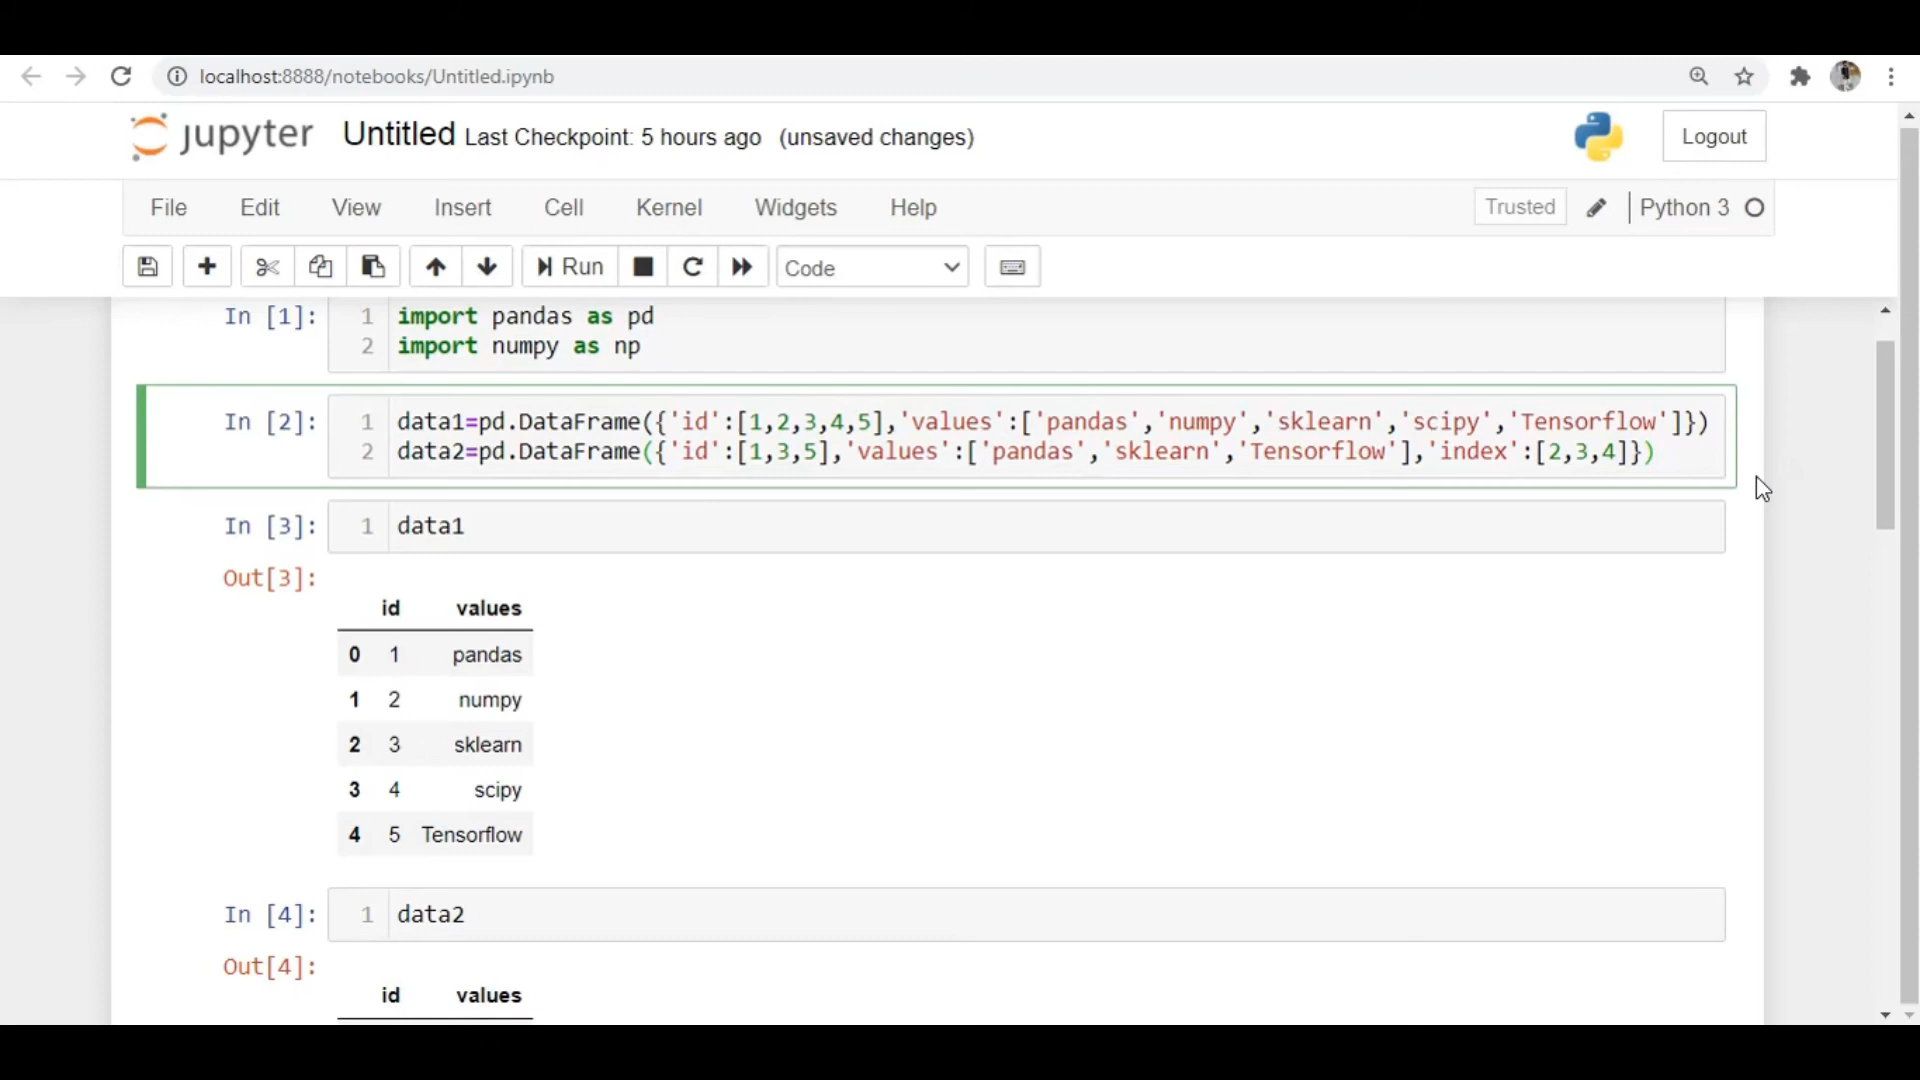 localhost:8888/notebooks/Untitled.ipynb
jupyter Untitled Last Checkpoint: 5 hours ago (unsaved changes) Logout
File Edit View Insert Cell Kernel Widgets Help Trusted Python 3
Run Code
In [1]: 1 import pandas as pd
2 import numpy as np
In [2]: 1 data1=pd.DataFrame({'id':[1,2,3,4,5],'values':['pandas','numpy','sklearn','scipy','Tensorflow']})
2 data2=pd.DataFrame({'id':[1,3,5],'values':['pandas','sklearn','Tensorflow'],'index':[2,3,4]})
In [3]: 1 data1
Out[3]:
id values
0 1 pandas
1 2 numpy
2 3 sklearn
3 4 scipy
4 5 Tensorflow
In [4]: 1 data2
Out[4]:
id values